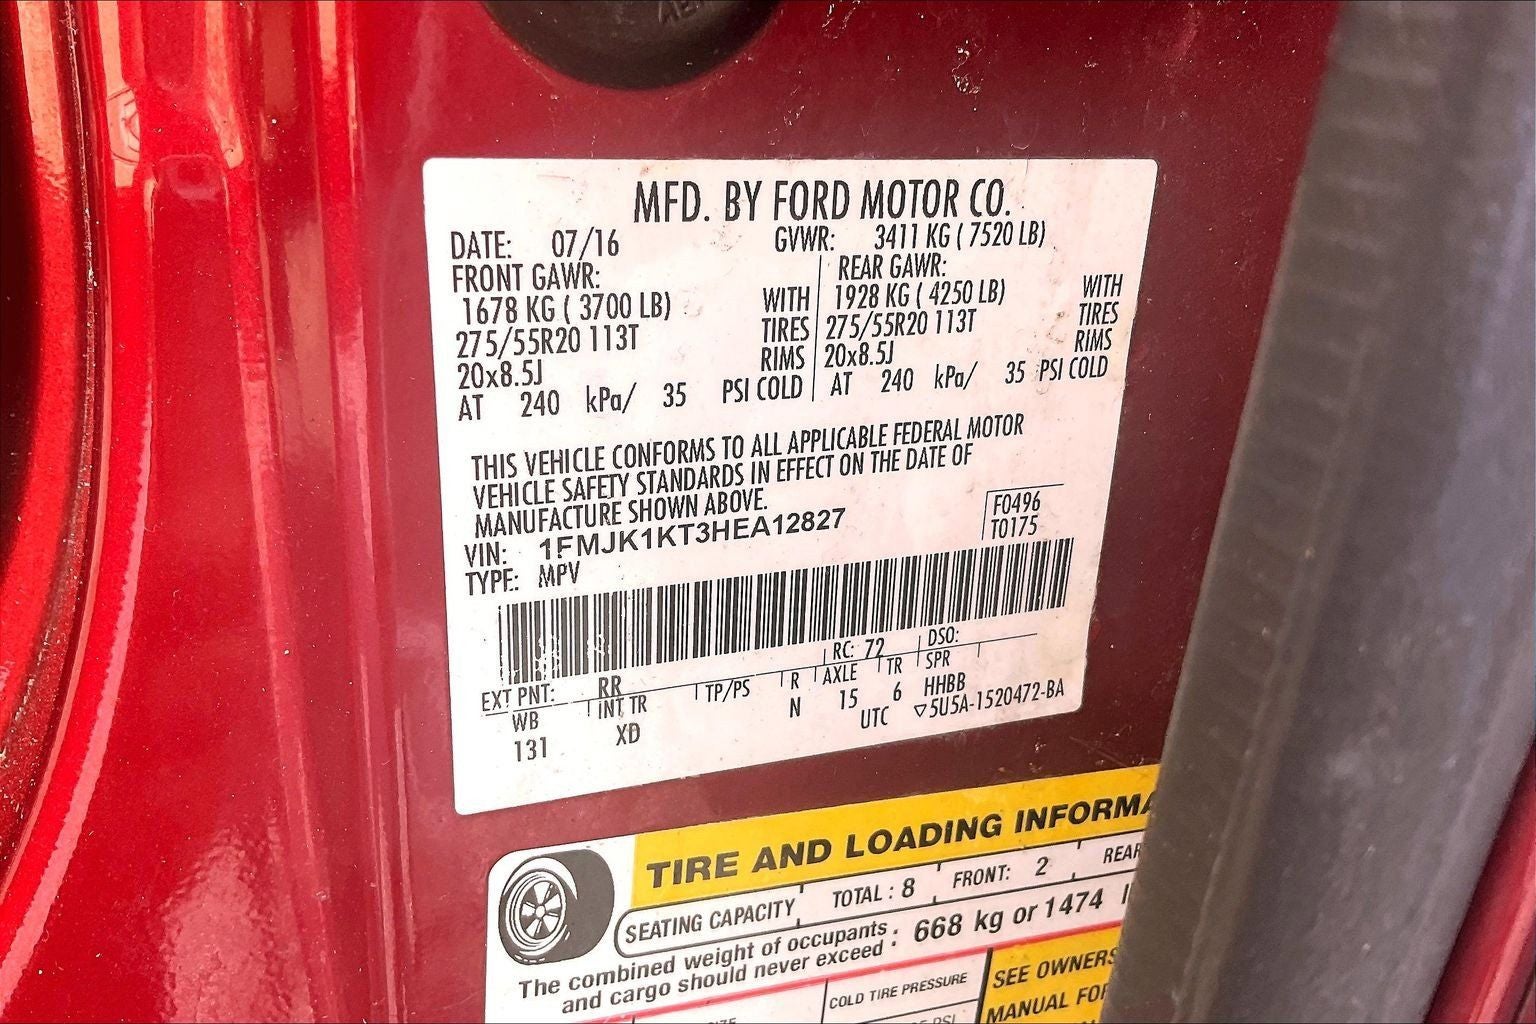 MFD. BY FORD MOTOR CO.
DATE: 07/16 GVWR: 3411 KG ( 7520 LB)
FRONT GAWR: REAR GAWR:
1678 KG ( 3700 LB) WITH 1928 KG ( 4250 LB) WITH
275/55R20 113T TIRES 275/55R20 113T TIRES
20x8.5J RIMS 20x8.5J RIMS
AT 240 kPa/ 35 PSI COLD AT 240 kPa/ 35 PSI COLD
THIS VEHICLE CONFORMS TO ALL APPLICABLE FEDERAL MOTOR
VEHICLE SAFETY STANDARDS IN EFFECT ON THE DATE OF
MANUFACTURE SHOWN ABOVE.
VIN: 1FMJK1KT3HEA12827 F0496
TYPE: MPV T0175
EXT PNT: RR RC: 72 DSO:
WB INT TR TP/PS R AXLE TR SPR
131 XD N 15 6 HHBB
UTC ▽5U5A-1520472-BA
TIRE AND LOADING INFORMA
SEATING CAPACITY TOTAL : 8 FRONT: 2 REAR
The combined weight of occupants
and cargo should never exceed : 668 kg or 1474
COLD TIRE PRESSURE
SEE OWNERS
MANUAL FOR